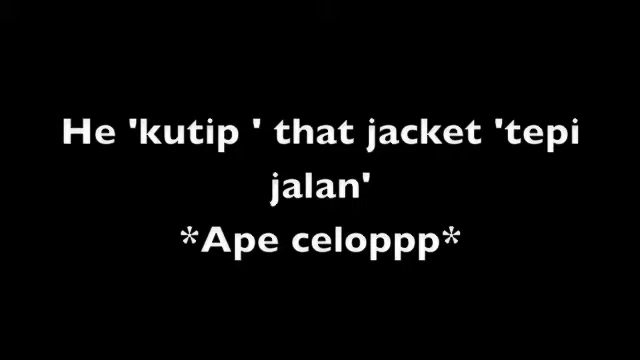 He 'kutip ' that jacket 'tepi
jalan'
*Ape celoppp*